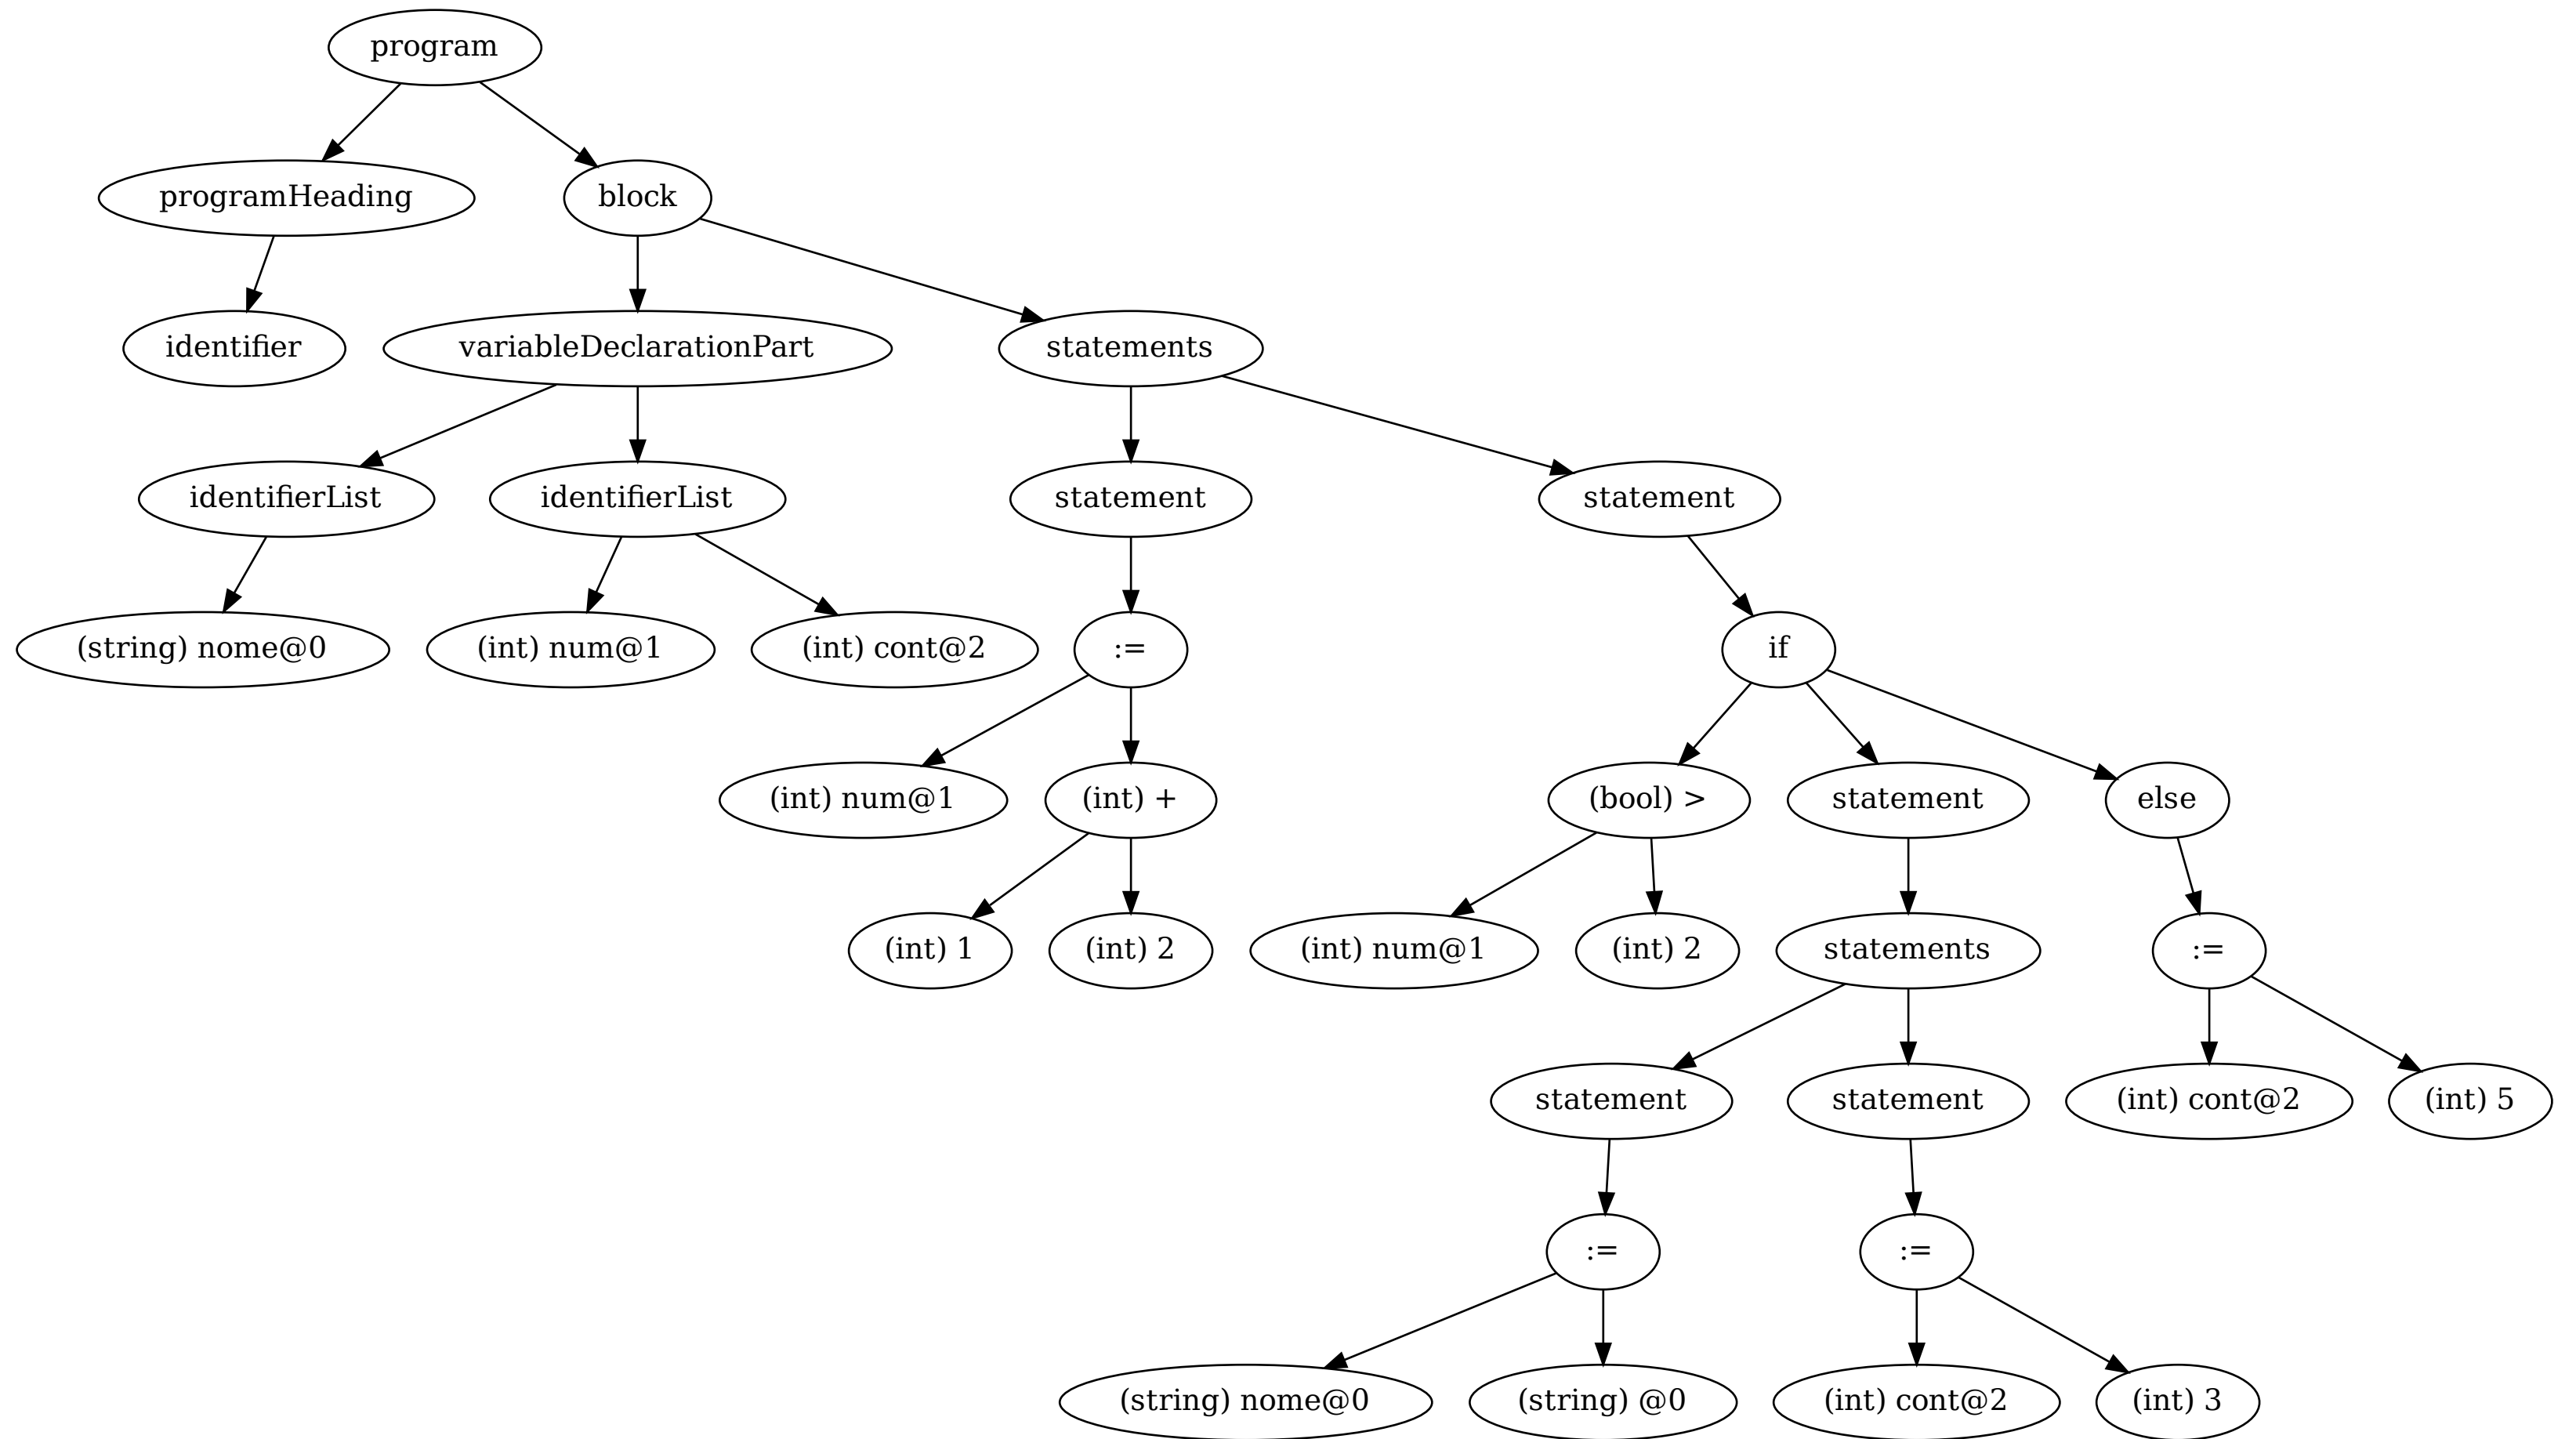 program
programHeading
block
identifier
variableDeclarationPart
statements
identifierList
identifierList
statement
statement
(string) nome@0
(int) num@1
(int) cont@2
:=
if
(int) num@1
(int) +
(bool) >
statement
else
(int) 1
(int) 2
(int) num@1
(int) 2
statements
:=
statement
statement
(int) cont@2
(int) 5
:=
:=
(string) nome@0
(string) @0
(int) cont@2
(int) 3